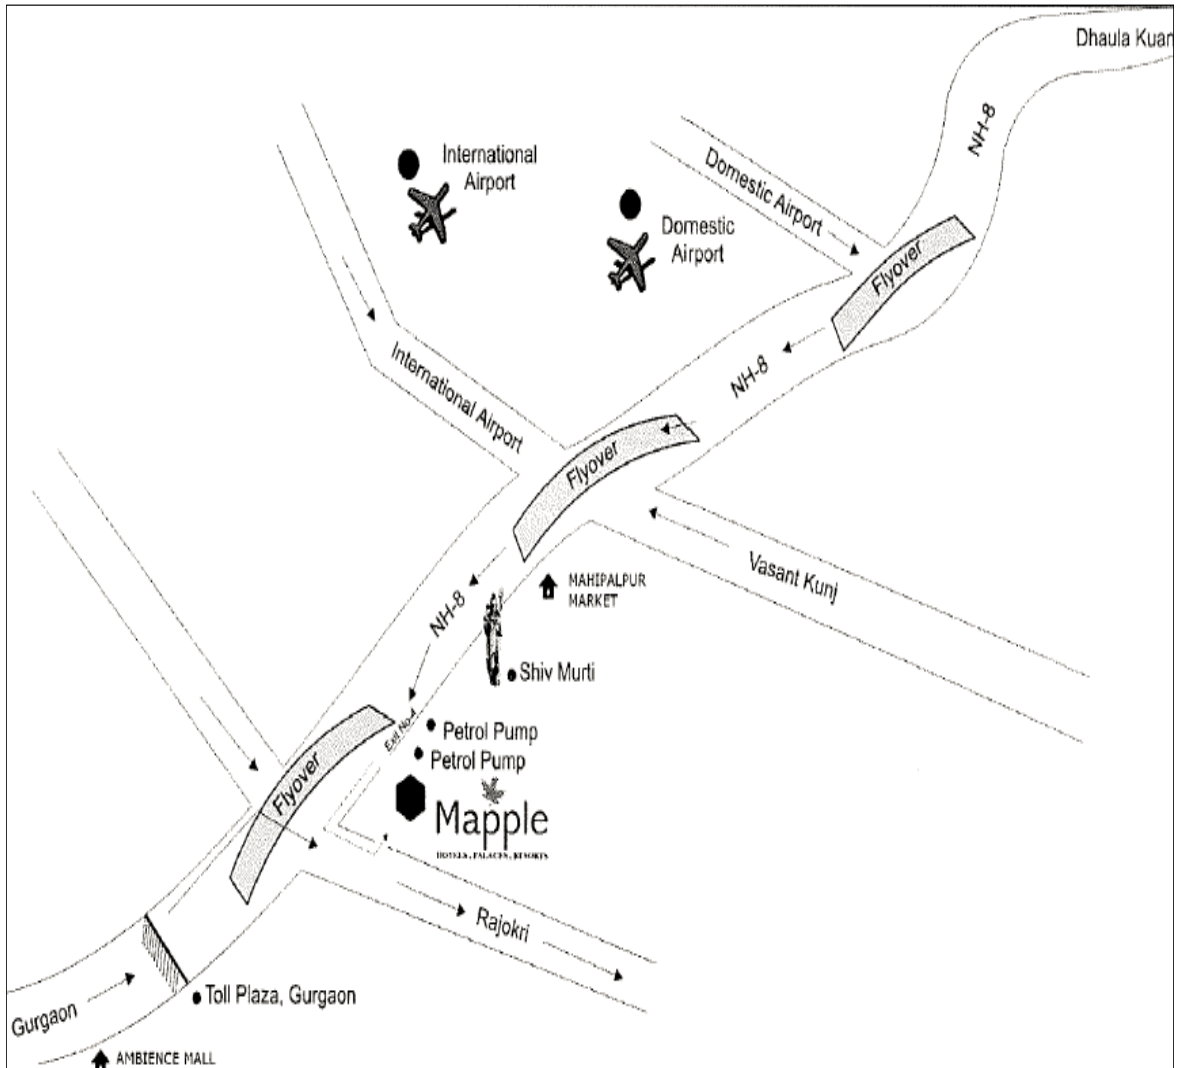 Dhaula Kuan
NH-8
International
Airport
Domestic Airport
Domestic
Airport
Flyover
International Airport
NH-8
Flyover
Vasant Kunj
MAHIPALPUR
MARKET
NH-8
Shiv Murti
Exit No-4
Petrol Pump
Petrol Pump
Flyover
Mapple
HOTELS, PALACES, RESORTS
Rajokri
Toll Plaza, Gurgaon
Gurgaon
AMBIENCE MALL